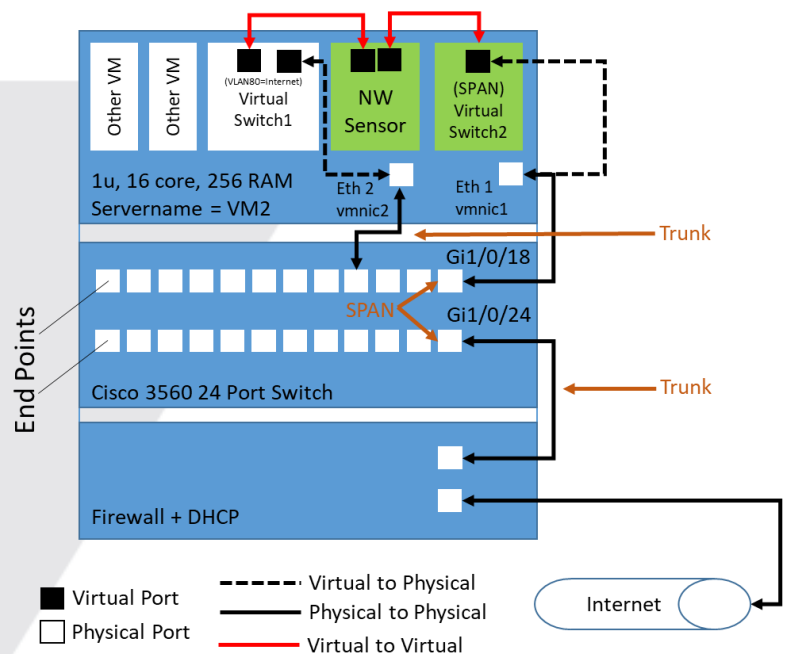 Other VM
Other VM
(VLAN80=Internet)
Virtual
Switch1
NW
Sensor
(SPAN)
Virtual
Switch2
1u, 16 core, 256 RAM
Servername = VM2
Eth 2
vmnic2
Eth 1
vmnic1
Trunk
Gi1/0/18
SPAN
Gi1/0/24
End Points
Cisco 3560 24 Port Switch
Trunk
Firewall + DHCP
Virtual Port
Physical Port
Virtual to Physical
Physical to Physical
Virtual to Virtual
Internet